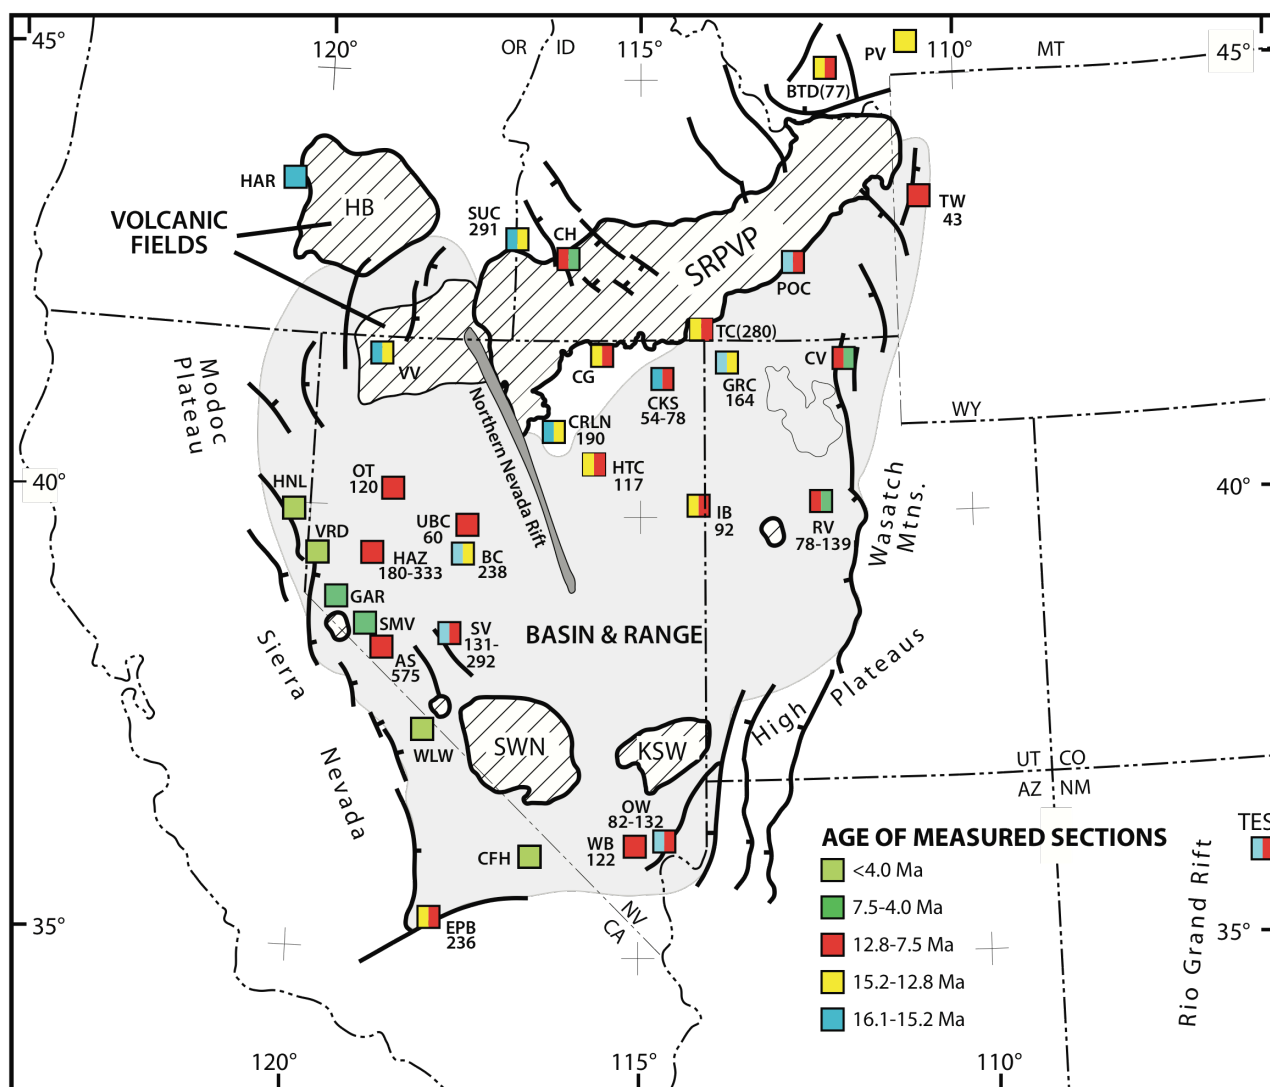 45°
120°
OR
ID
115°
PV
110°
MT
45°
BTD(77)
HAR
HB
VOLCANIC
FIELDS
SUC
291
CH
SRPVP
TW
43
POC
TC(280)
VV
CG
CKS
54-78
GRC
164
CV
Modoc
Plateau
WY
Northern Nevada Rift
CRLN
190
HTC
117
40°
HNL
OT
120
UBC
60
IB
92
RV
78-139
Wasatch
Mtns.
40°
VRD
HAZ
180-333
BC
238
GAR
SMV
AS
575
SV
131-
292
BASIN & RANGE
Sierra
Nevada
High Plateaus
WLW
SWN
KSW
UT
CO
AZ
NM
OW
82-132
WB
122
CFH
EPB
236
NV
CA
35°
TES
Rio Grand Rift
35°
AGE OF MEASURED SECTIONS
<4.0 Ma
7.5-4.0 Ma
12.8-7.5 Ma
15.2-12.8 Ma
16.1-15.2 Ma
120°
115°
110°